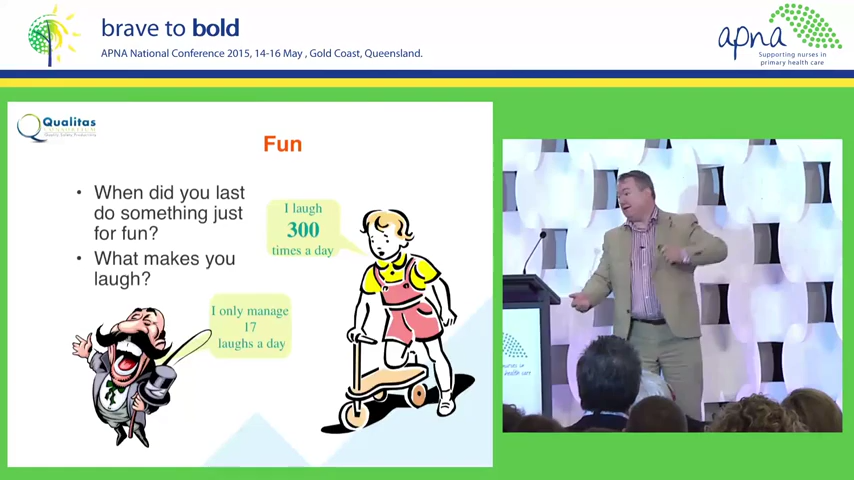 brave to bold
APNA National Conference 2015, 14-16 May , Gold Coast, Queensland.
apna
Supporting nurses in
primary health care
Qualitas
Fun
• When did you last
do something just
for fun?
• What makes you
laugh?
I laugh
300
times a day
I only manage
17
laughs a day
health care